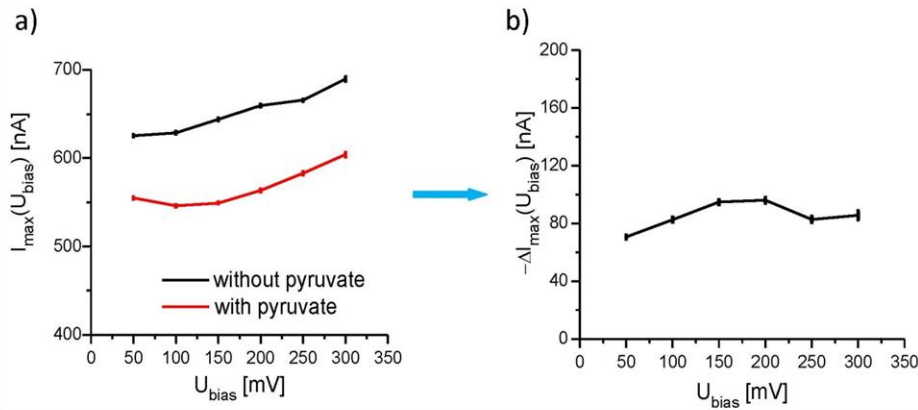 a)
700
600
500
400
I_max(U_bias) [nA]
without pyruvate
with pyruvate
0 50 100 150 200 250 300 350
U_bias [mV]
b)
200
160
120
80
40
0
−ΔI_max(U_bias) [nA]
0 50 100 150 200 250 300 350
U_bias [mV]